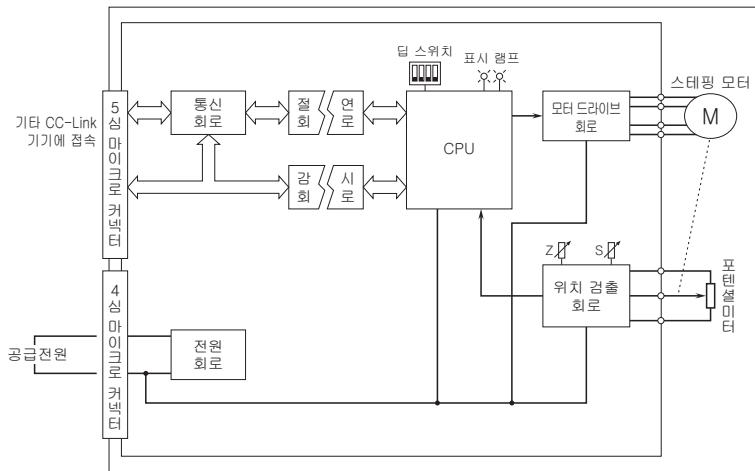 딥 스위치
표시 램프
스테핑 모터
5심 마이크로 커넥터
통신
회로
절 연
회 로
모터 드라이브
회로
M
기타 CC-Link
기기에 접속
CPU
감 시
회 로
Z
S
위치 검출
회로
포텐셜미터
4심 마이크로 커넥터
전원
회로
공급전원